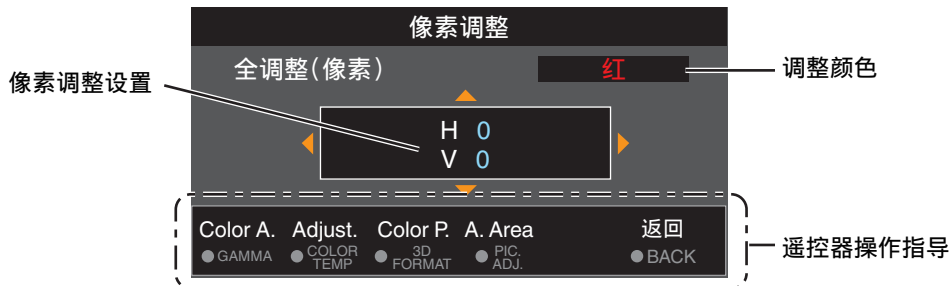 像素调整
全调整(像素)
红
调整颜色
像素调整设置
H 0
V 0
Color A. Adjust. Color P. A. Area 返回
GAMMA COLOR TEMP 3D FORMAT PIC. ADJ. BACK
遥控器操作指导